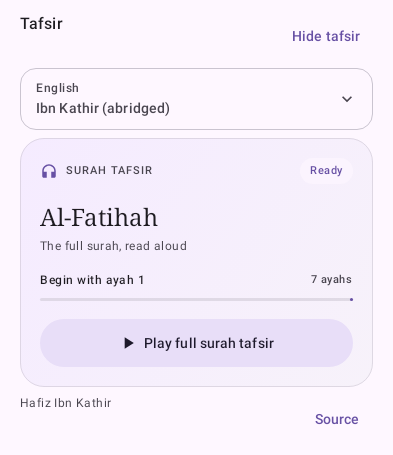 Tafsir
Hide tafsir
English
Ibn Kathir (abridged)
SURAH TAFSIR
Ready
Al-Fatihah
The full surah, read aloud
Begin with ayah 1
7 ayahs
Play full surah tafsir
Hafiz Ibn Kathir
Source